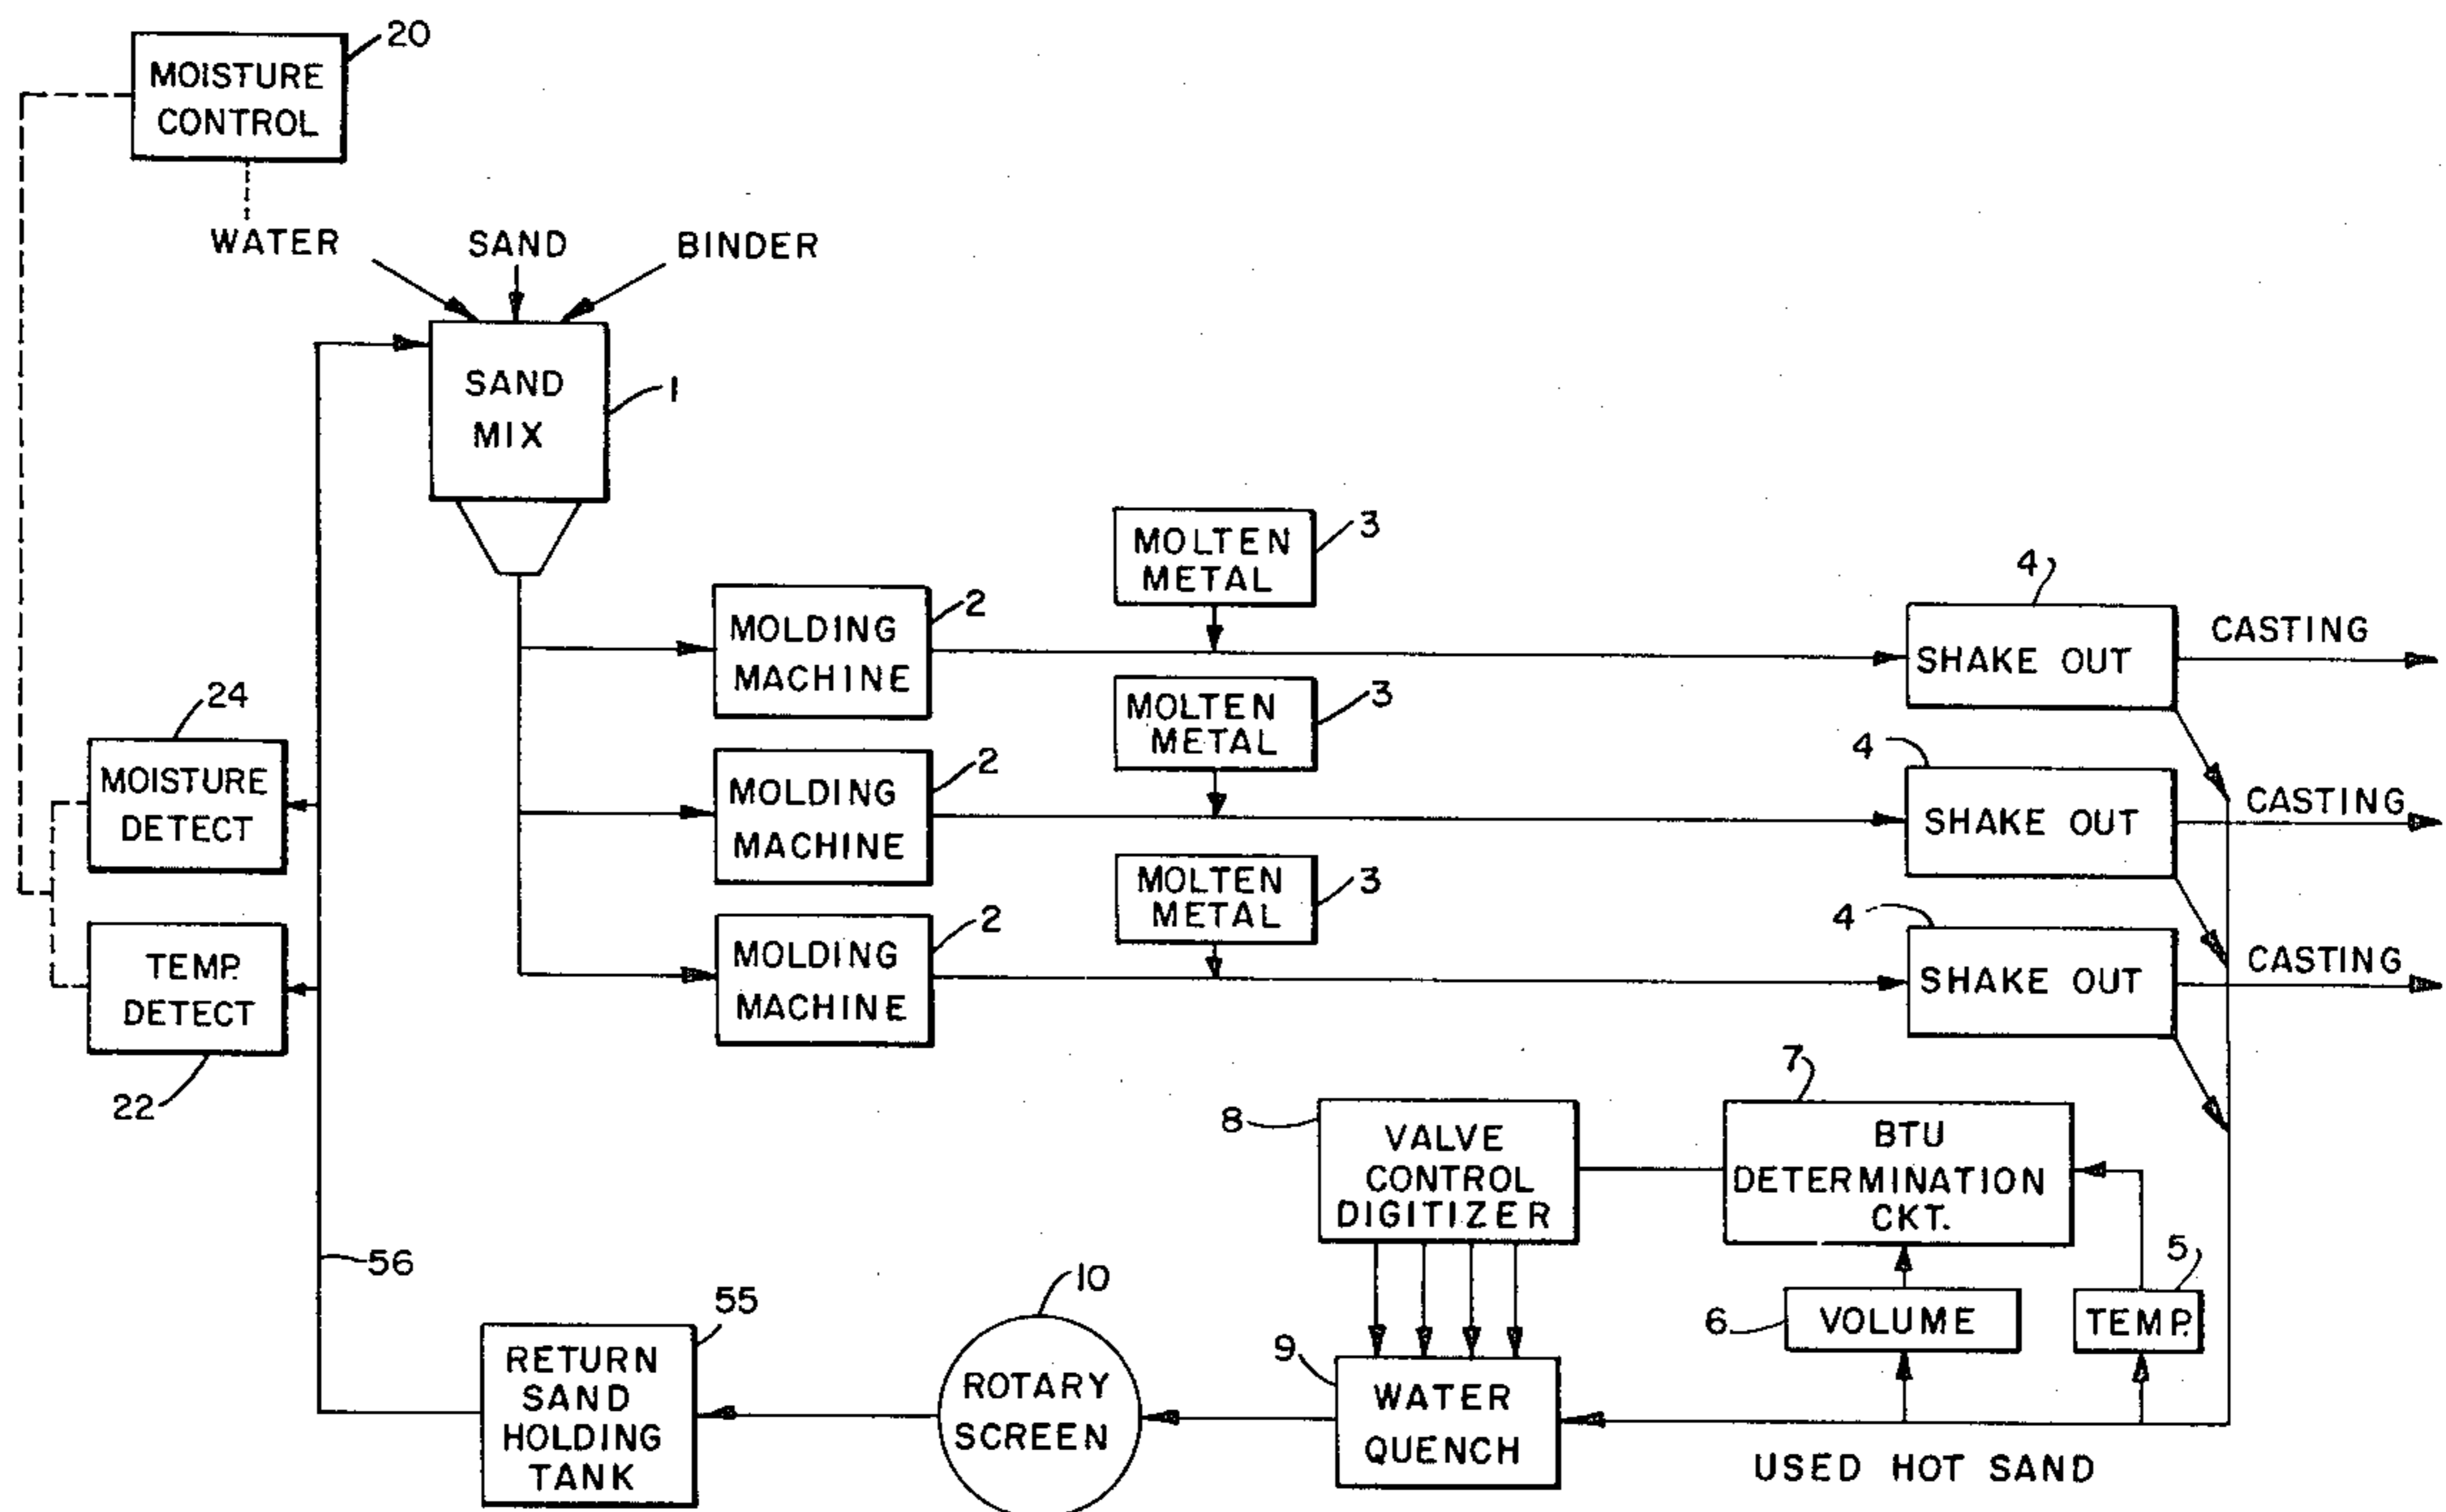 20
MOISTURE
CONTROL
WATER
SAND
BINDER
SAND
MIX
1
MOLTEN
METAL
3
MOLDING
MACHINE
2
4
SHAKE OUT
CASTING
MOLTEN
METAL
3
MOLDING
MACHINE
2
4
SHAKE OUT
CASTING
MOLTEN
METAL
3
MOLDING
MACHINE
2
4
SHAKE OUT
CASTING
24
MOISTURE
DETECT
TEMP.
DETECT
22
8
VALVE
CONTROL
DIGITIZER
7
BTU
DETERMINATION
CKT.
6
VOLUME
5
TEMP.
56
55
RETURN
SAND
HOLDING
TANK
10
ROTARY
SCREEN
9
WATER
QUENCH
USED HOT SAND